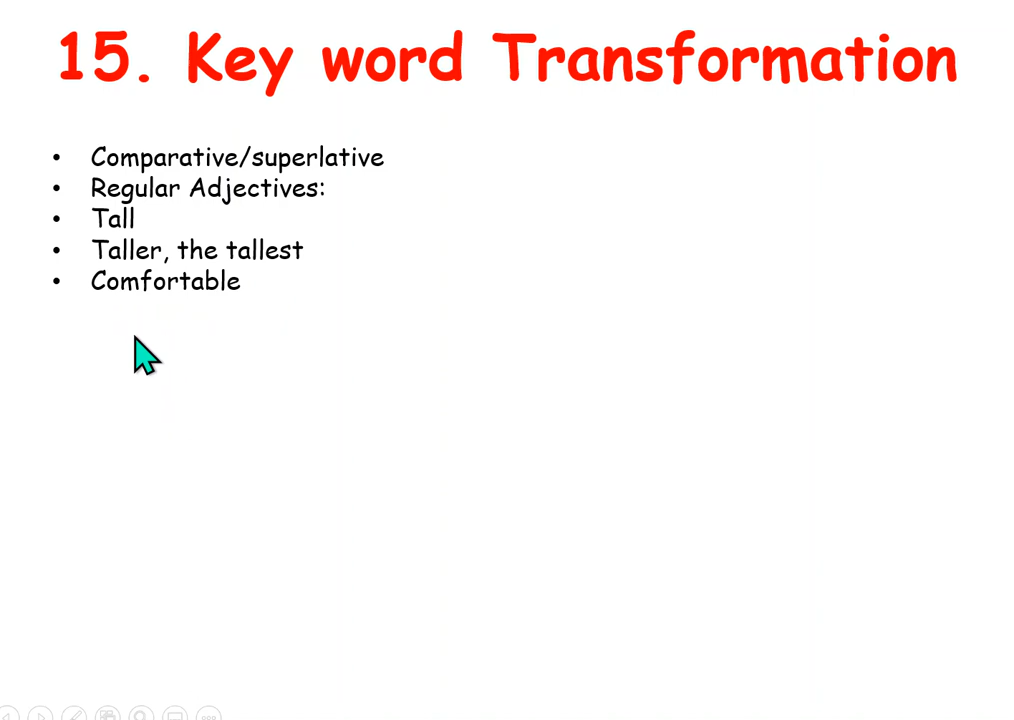 15. Key word Transformation
• Comparative/superlative
• Regular Adjectives:
• Tall
• Taller, the tallest
• Comfortable